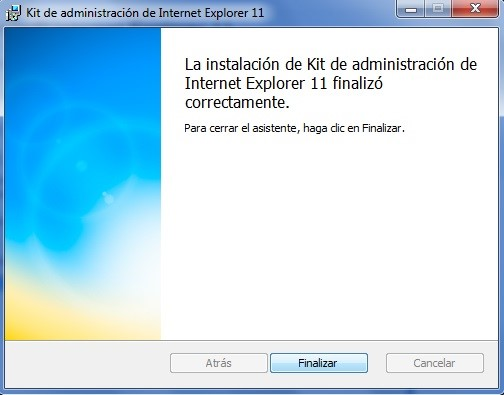 Kit de administración de Internet Explorer 11
La instalación de Kit de administración de
Internet Explorer 11 finalizó
correctamente.
Para cerrar el asistente, haga clic en Finalizar.
Atrás
Finalizar
Cancelar